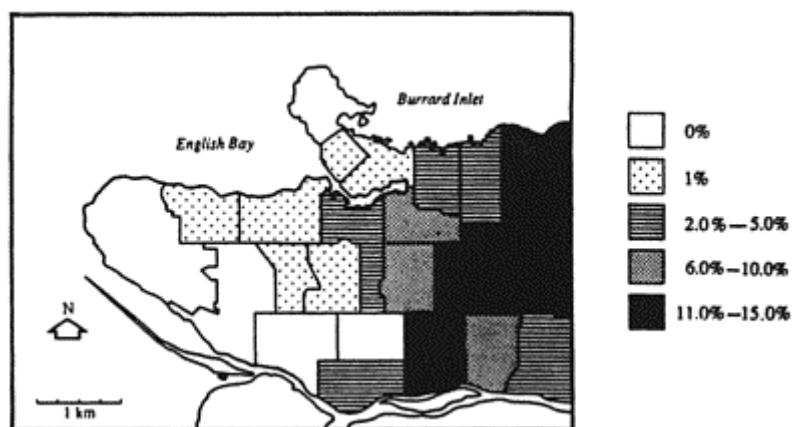 Burrard Inlet
English Bay
N
1 km
0%
1%
2.0%—5.0%
6.0%—10.0%
11.0%—15.0%